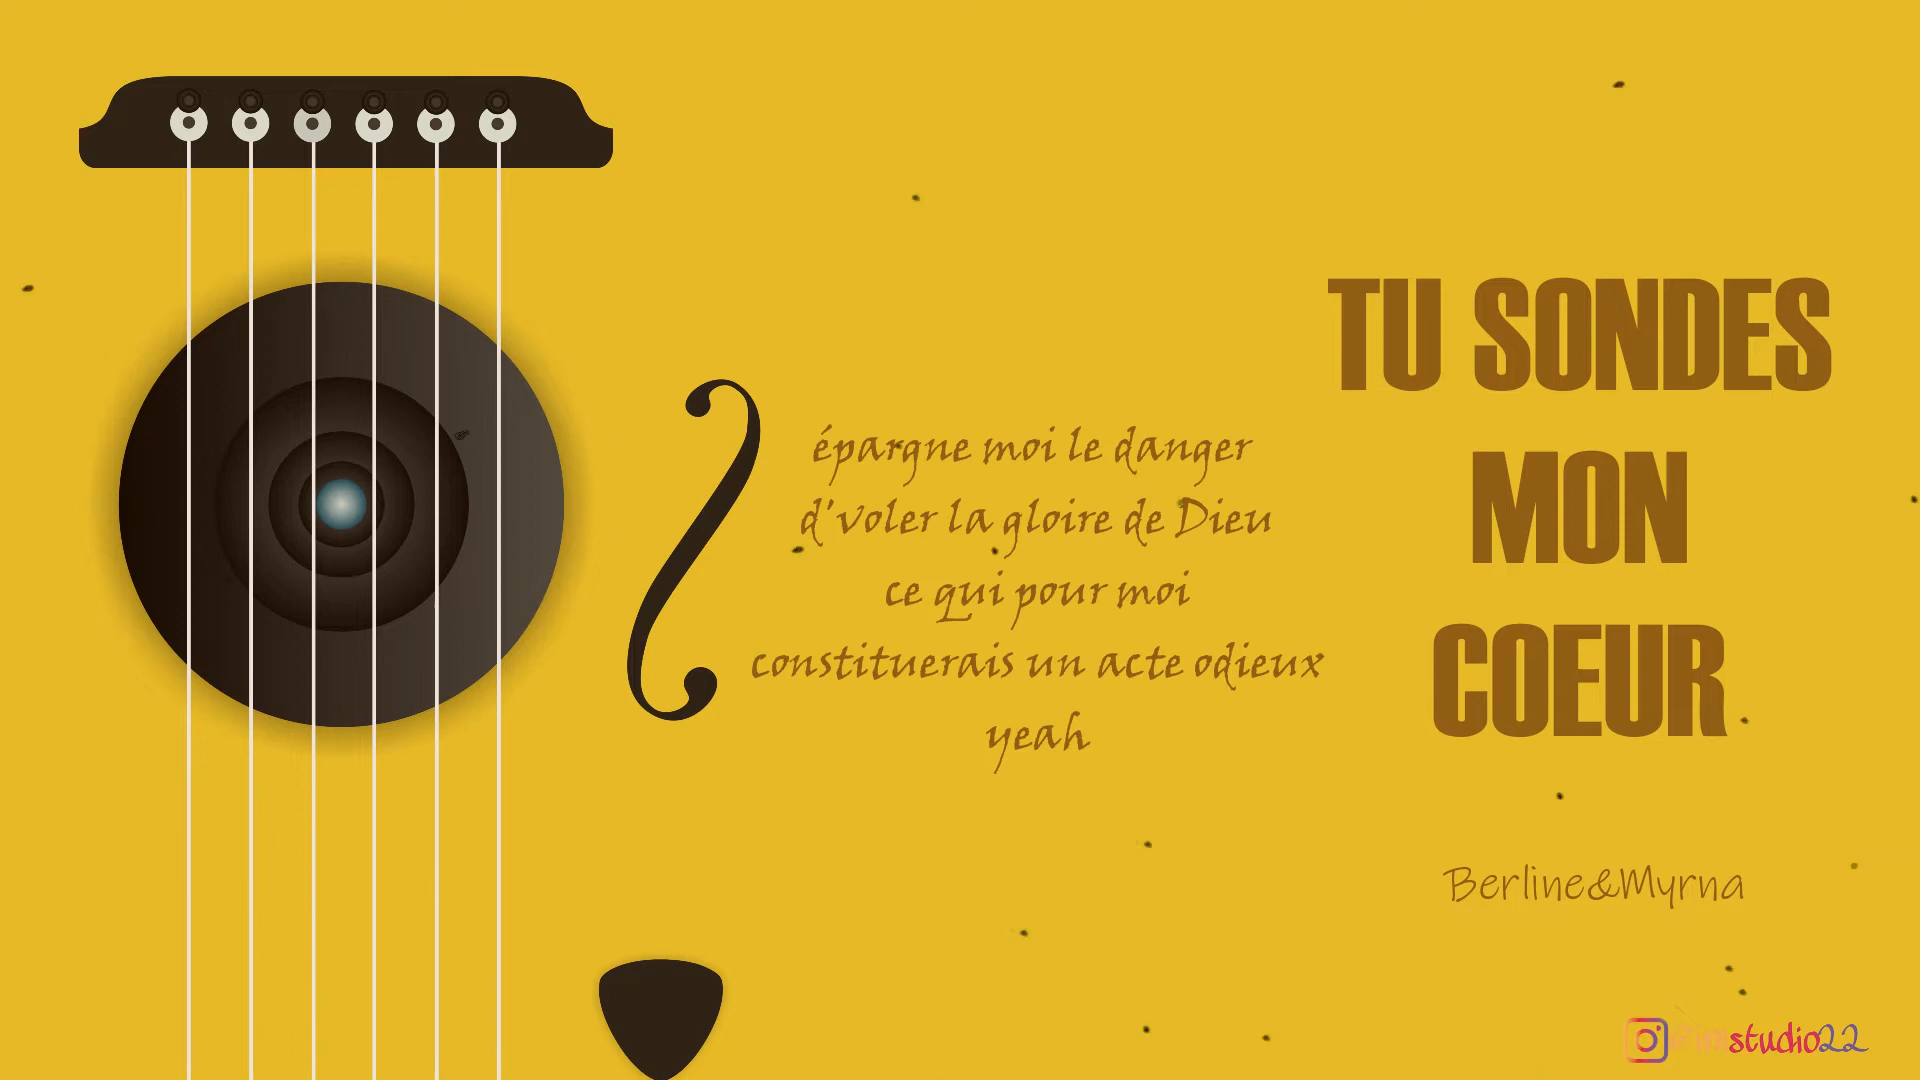 épargne moi le danger
d'voler la gloire de Dieu
ce qui pour moi
constituerais un acte odieux
yeah
TU SONDES
MON
COEUR
Berline&Myrna